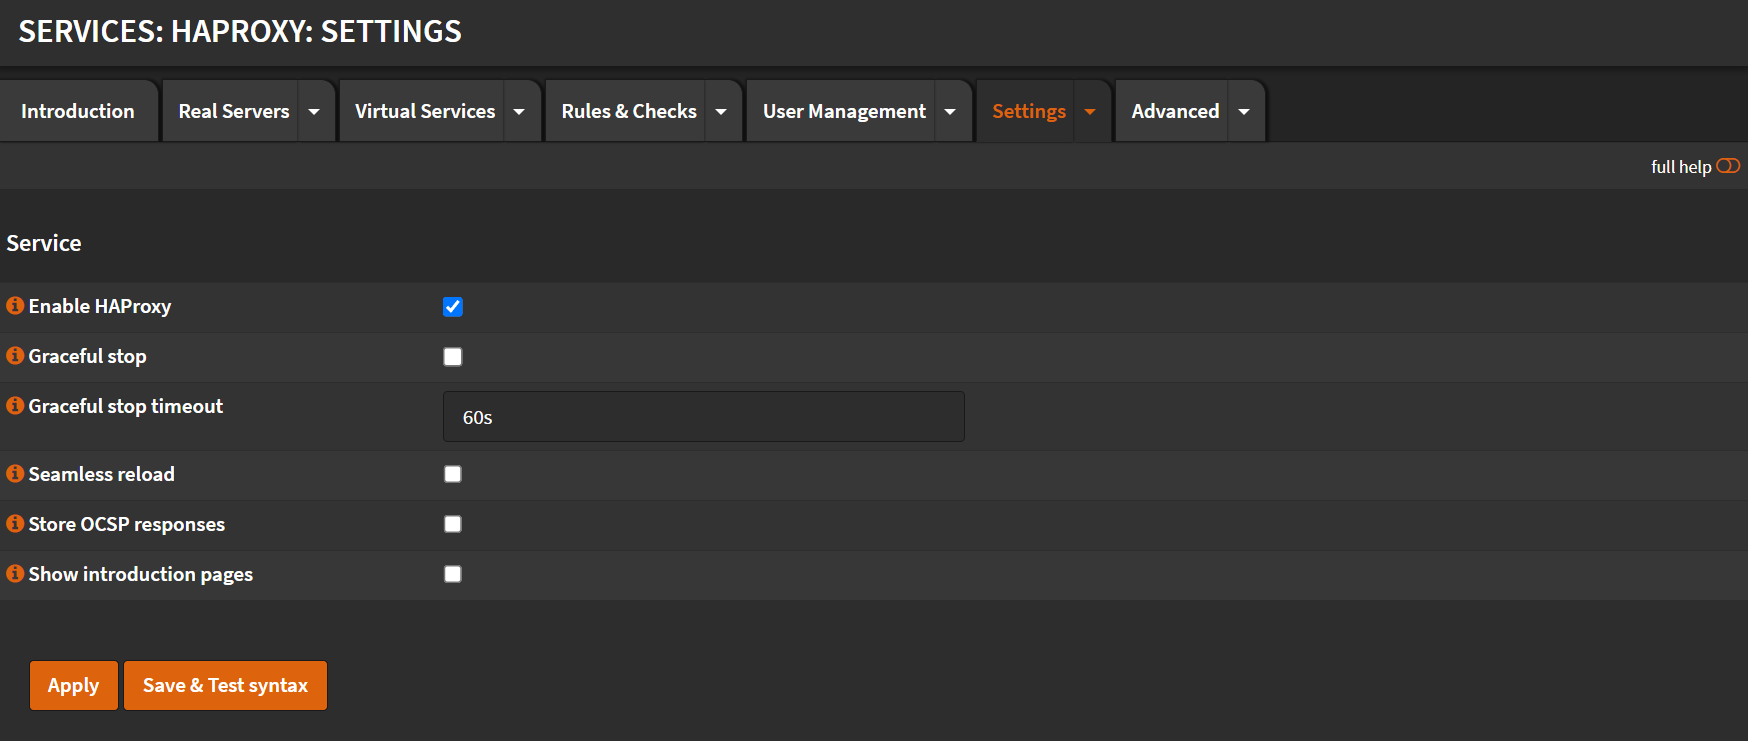 SERVICES: HAPROXY: SETTINGS
Introduction Real Servers Virtual Services Rules & Checks User Management Settings Advanced
full help
Service
Enable HAProxy
Graceful stop
Graceful stop timeout 60s
Seamless reload
Store OCSP responses
Show introduction pages
Apply Save & Test syntax